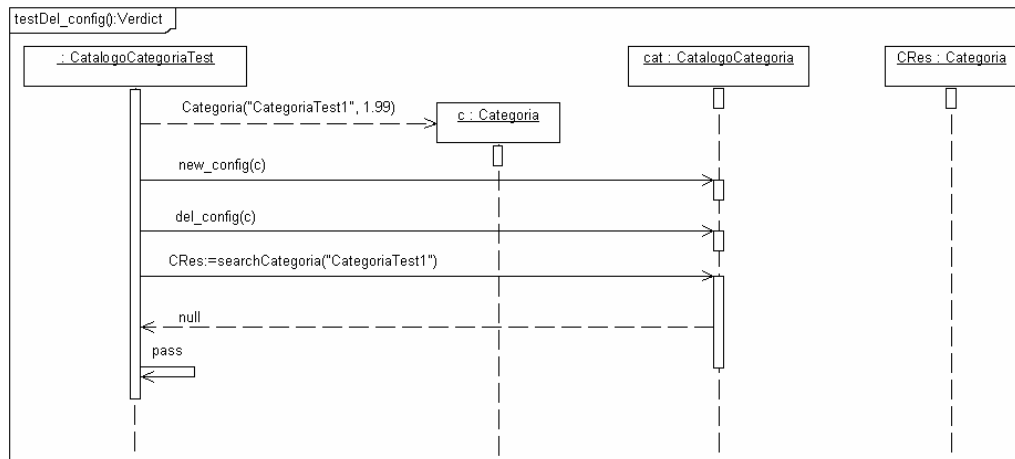 testDel_config():Verdict
: CatalogoCategoriaTest
cat : CatalogoCategoria
CRes : Categoria
Categoria("CategoriaTest1", 1.99)
c : Categoria
new_config(c)
del_config(c)
CRes:=searchCategoria("CategoriaTest1")
null
pass